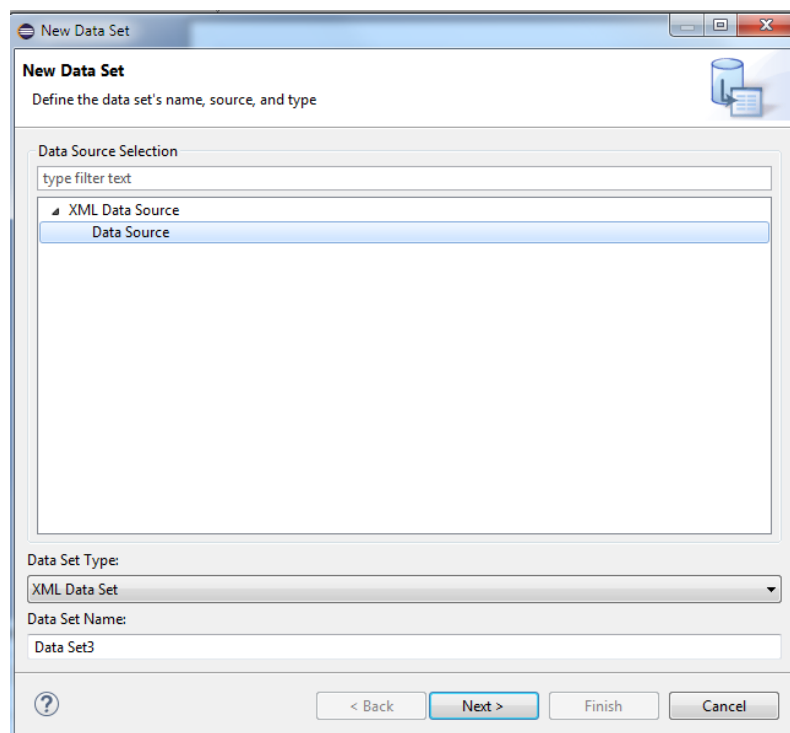 New Data Set
New Data Set
Define the data set's name, source, and type
Data Source Selection
type filter text
XML Data Source
Data Source
Data Set Type:
XML Data Set
Data Set Name:
Data Set3
? < Back Next > Finish Cancel